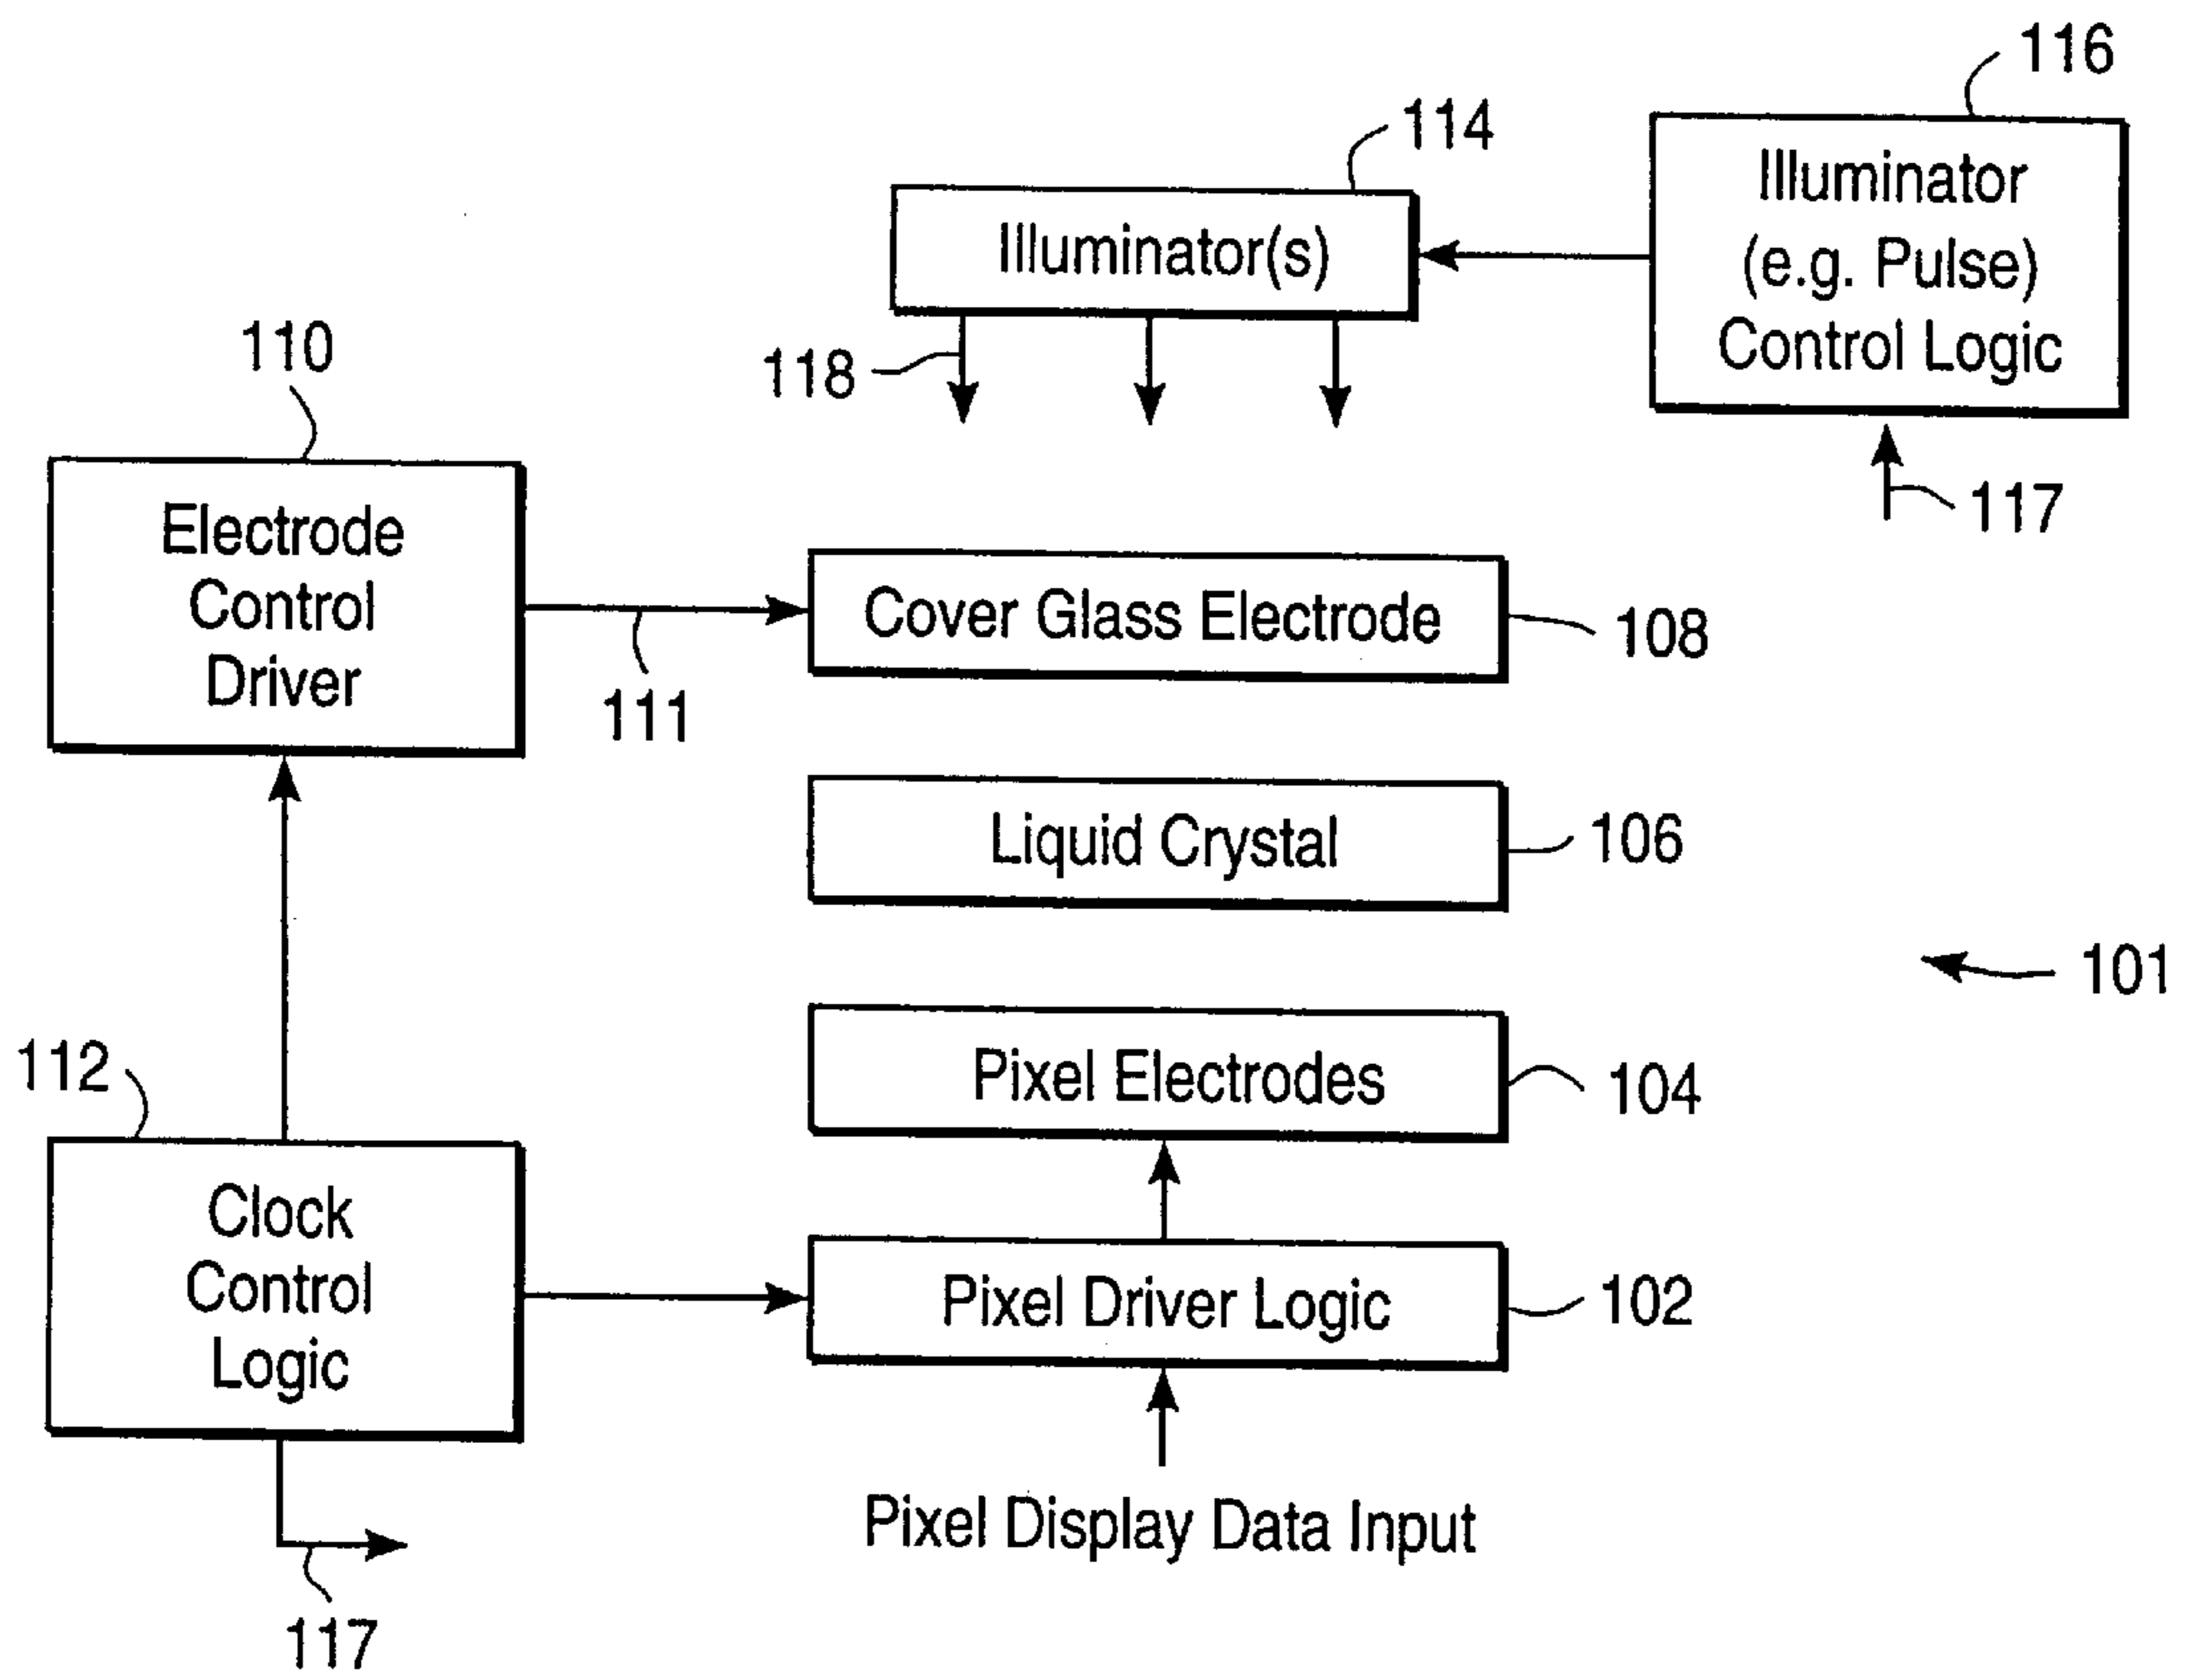 116
114
Illuminator
(e.g. Pulse)
Control Logic
Illuminator(s)
118
110
117
Electrode
Control
Driver
Cover Glass Electrode
108
111
Liquid Crystal
106
101
Pixel Electrodes
104
112
Clock
Control
Logic
Pixel Driver Logic
102
Pixel Display Data Input
117